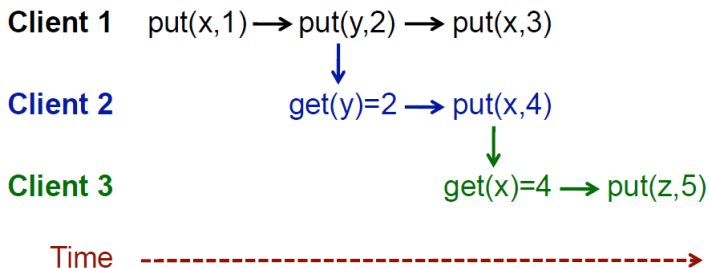 Client 1 put(x,1) put(y,2) put(x,3)
Client 2 get(y)=2 put(x,4)
Client 3 get(x)=4 put(z,5)
Time